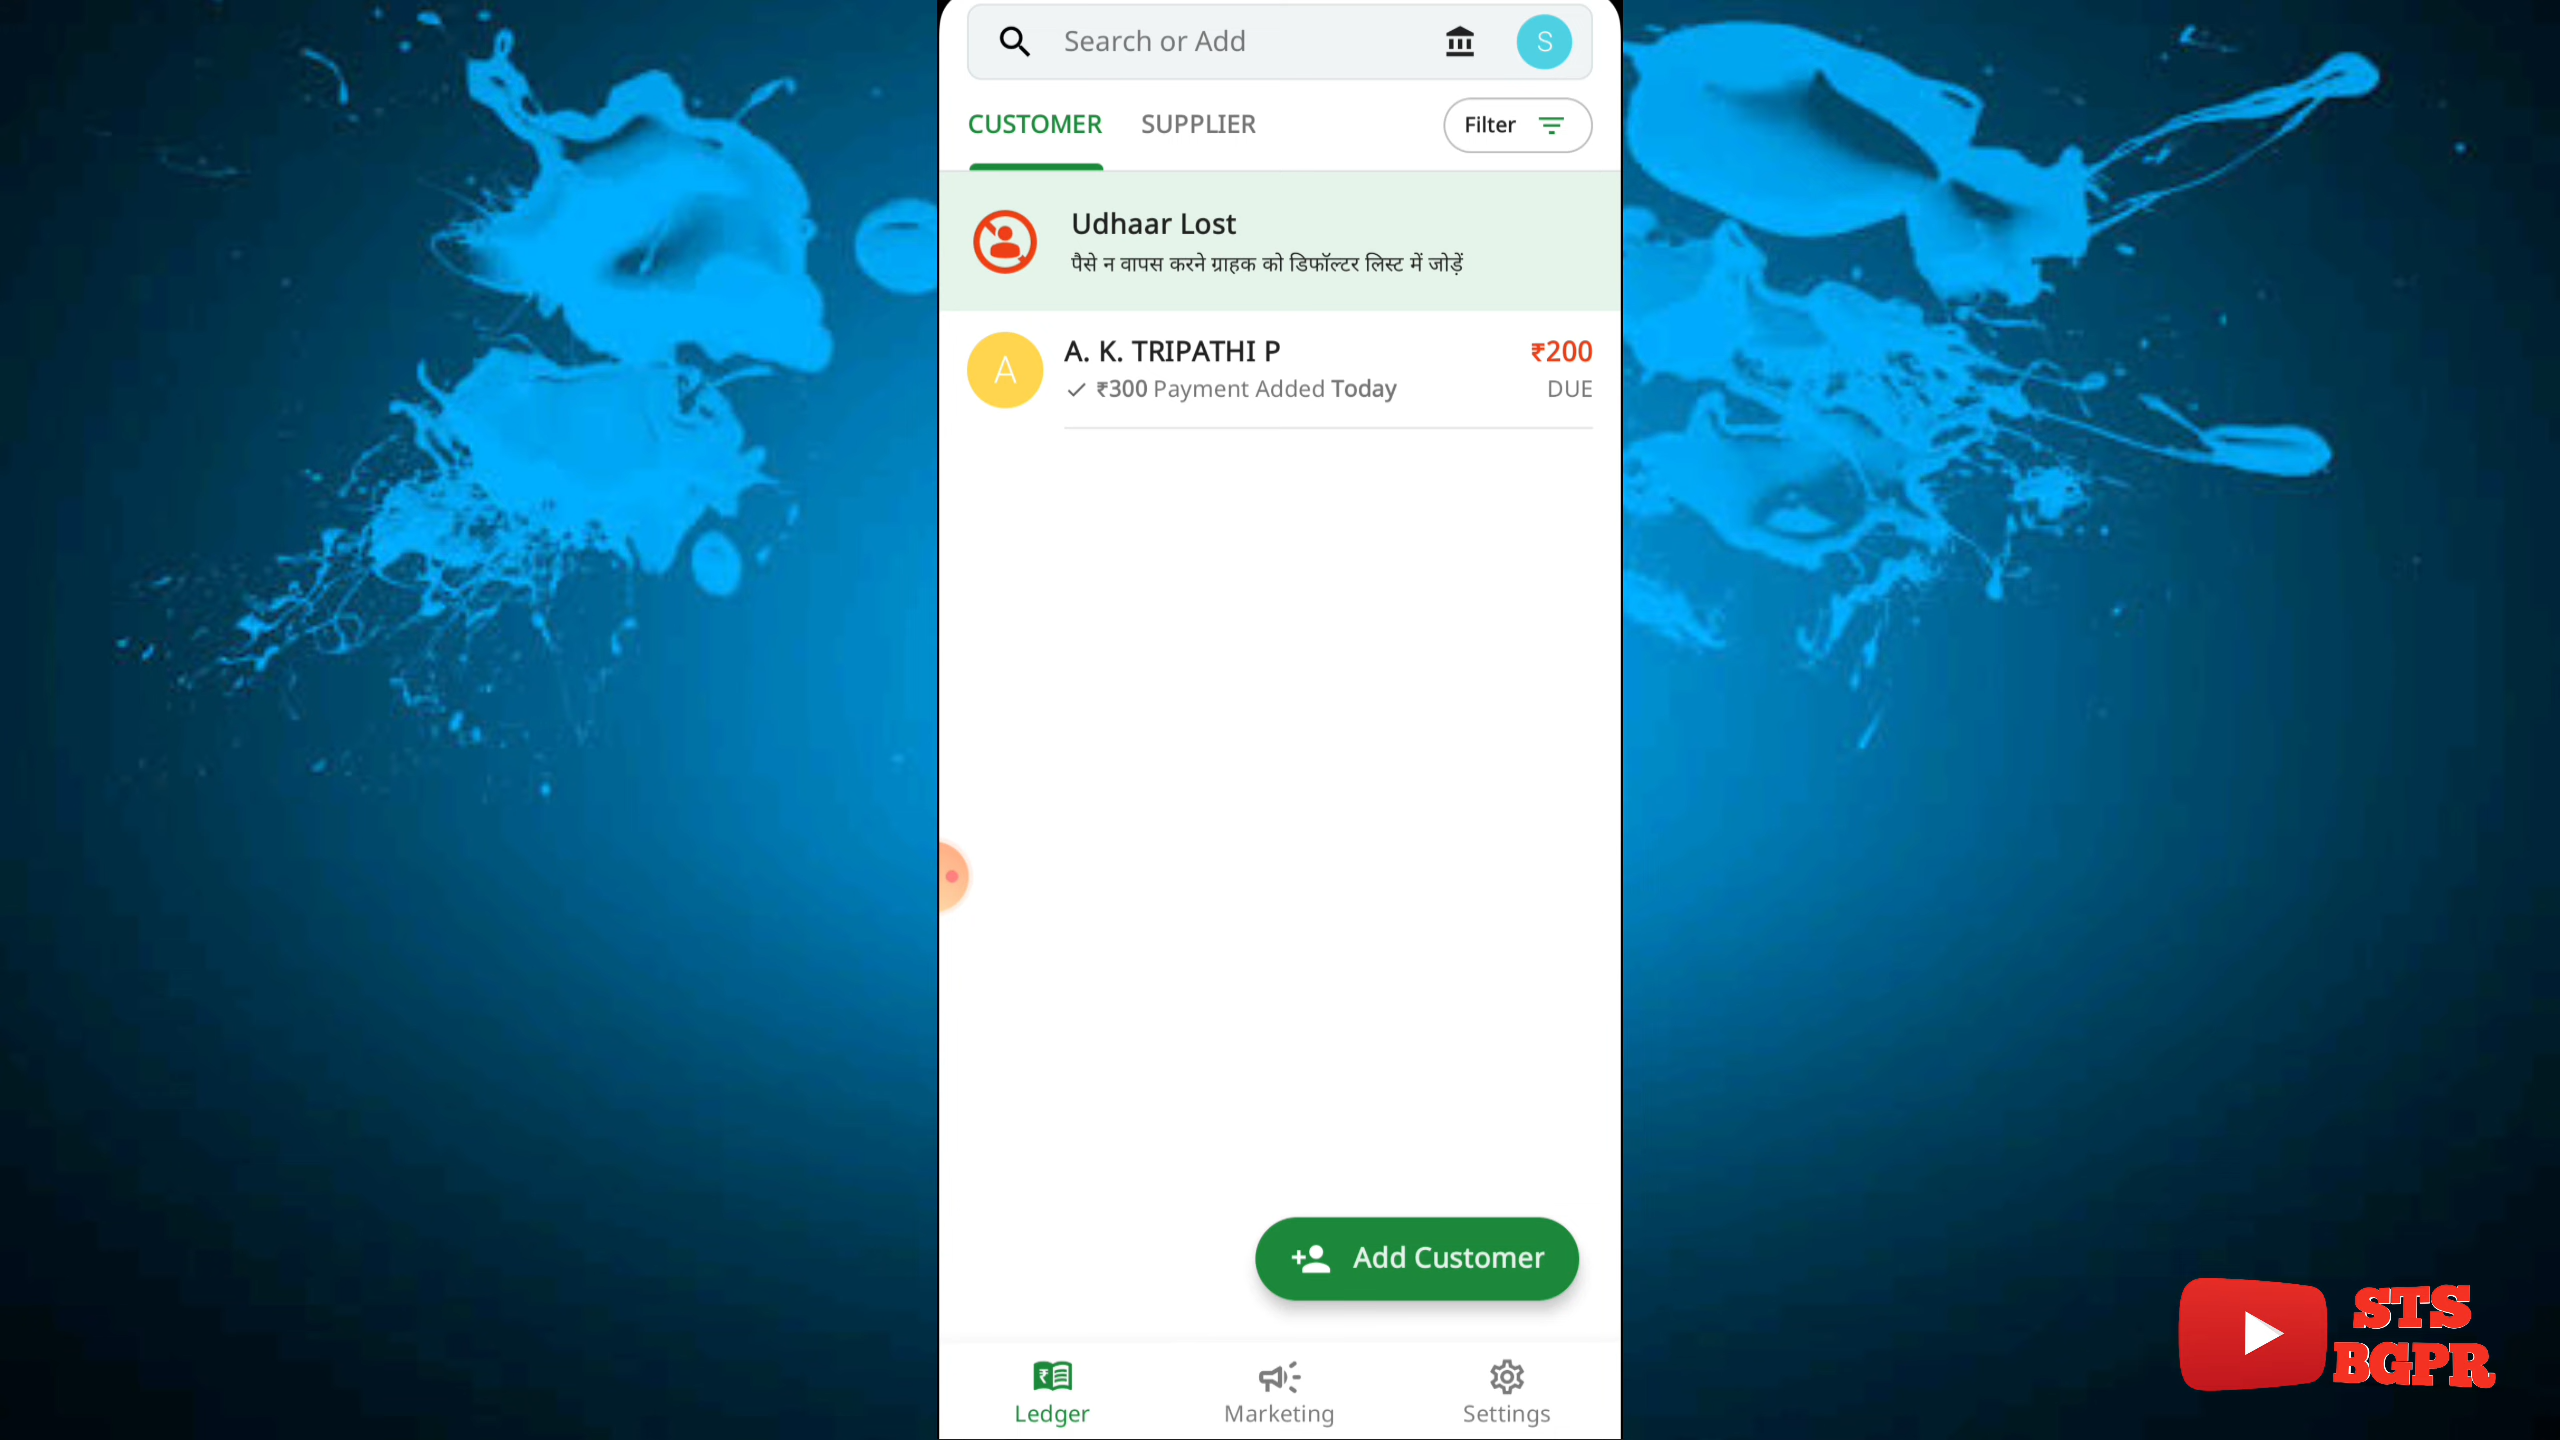 Search or Add
S
CUSTOMER SUPPLIER Filter
Udhaar Lost
पैसे न वापस करने ग्राहक को डिफॉल्टर लिस्ट में जोड़ें
A
A. K. TRIPATHI P ₹200
₹300 Payment Added Today DUE
Add Customer
Ledger Marketing Settings
STS
BGPR